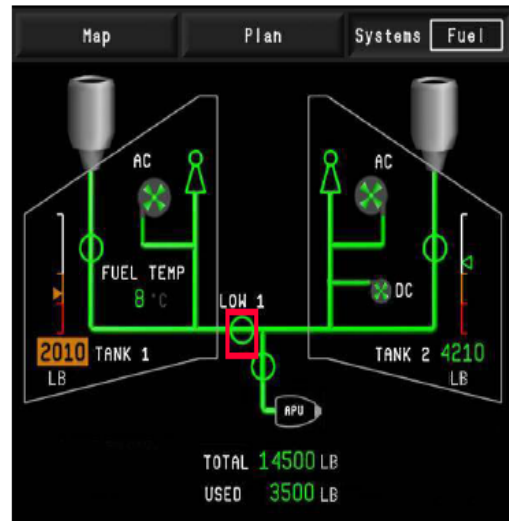 Map Plan Systems Fuel
AC AC
FUEL TEMP
8 °C
LOW 1
DC
2010 TANK 1
LB
TANK 2 4210
LB
APU
TOTAL 14500 LB
USED 3500 LB